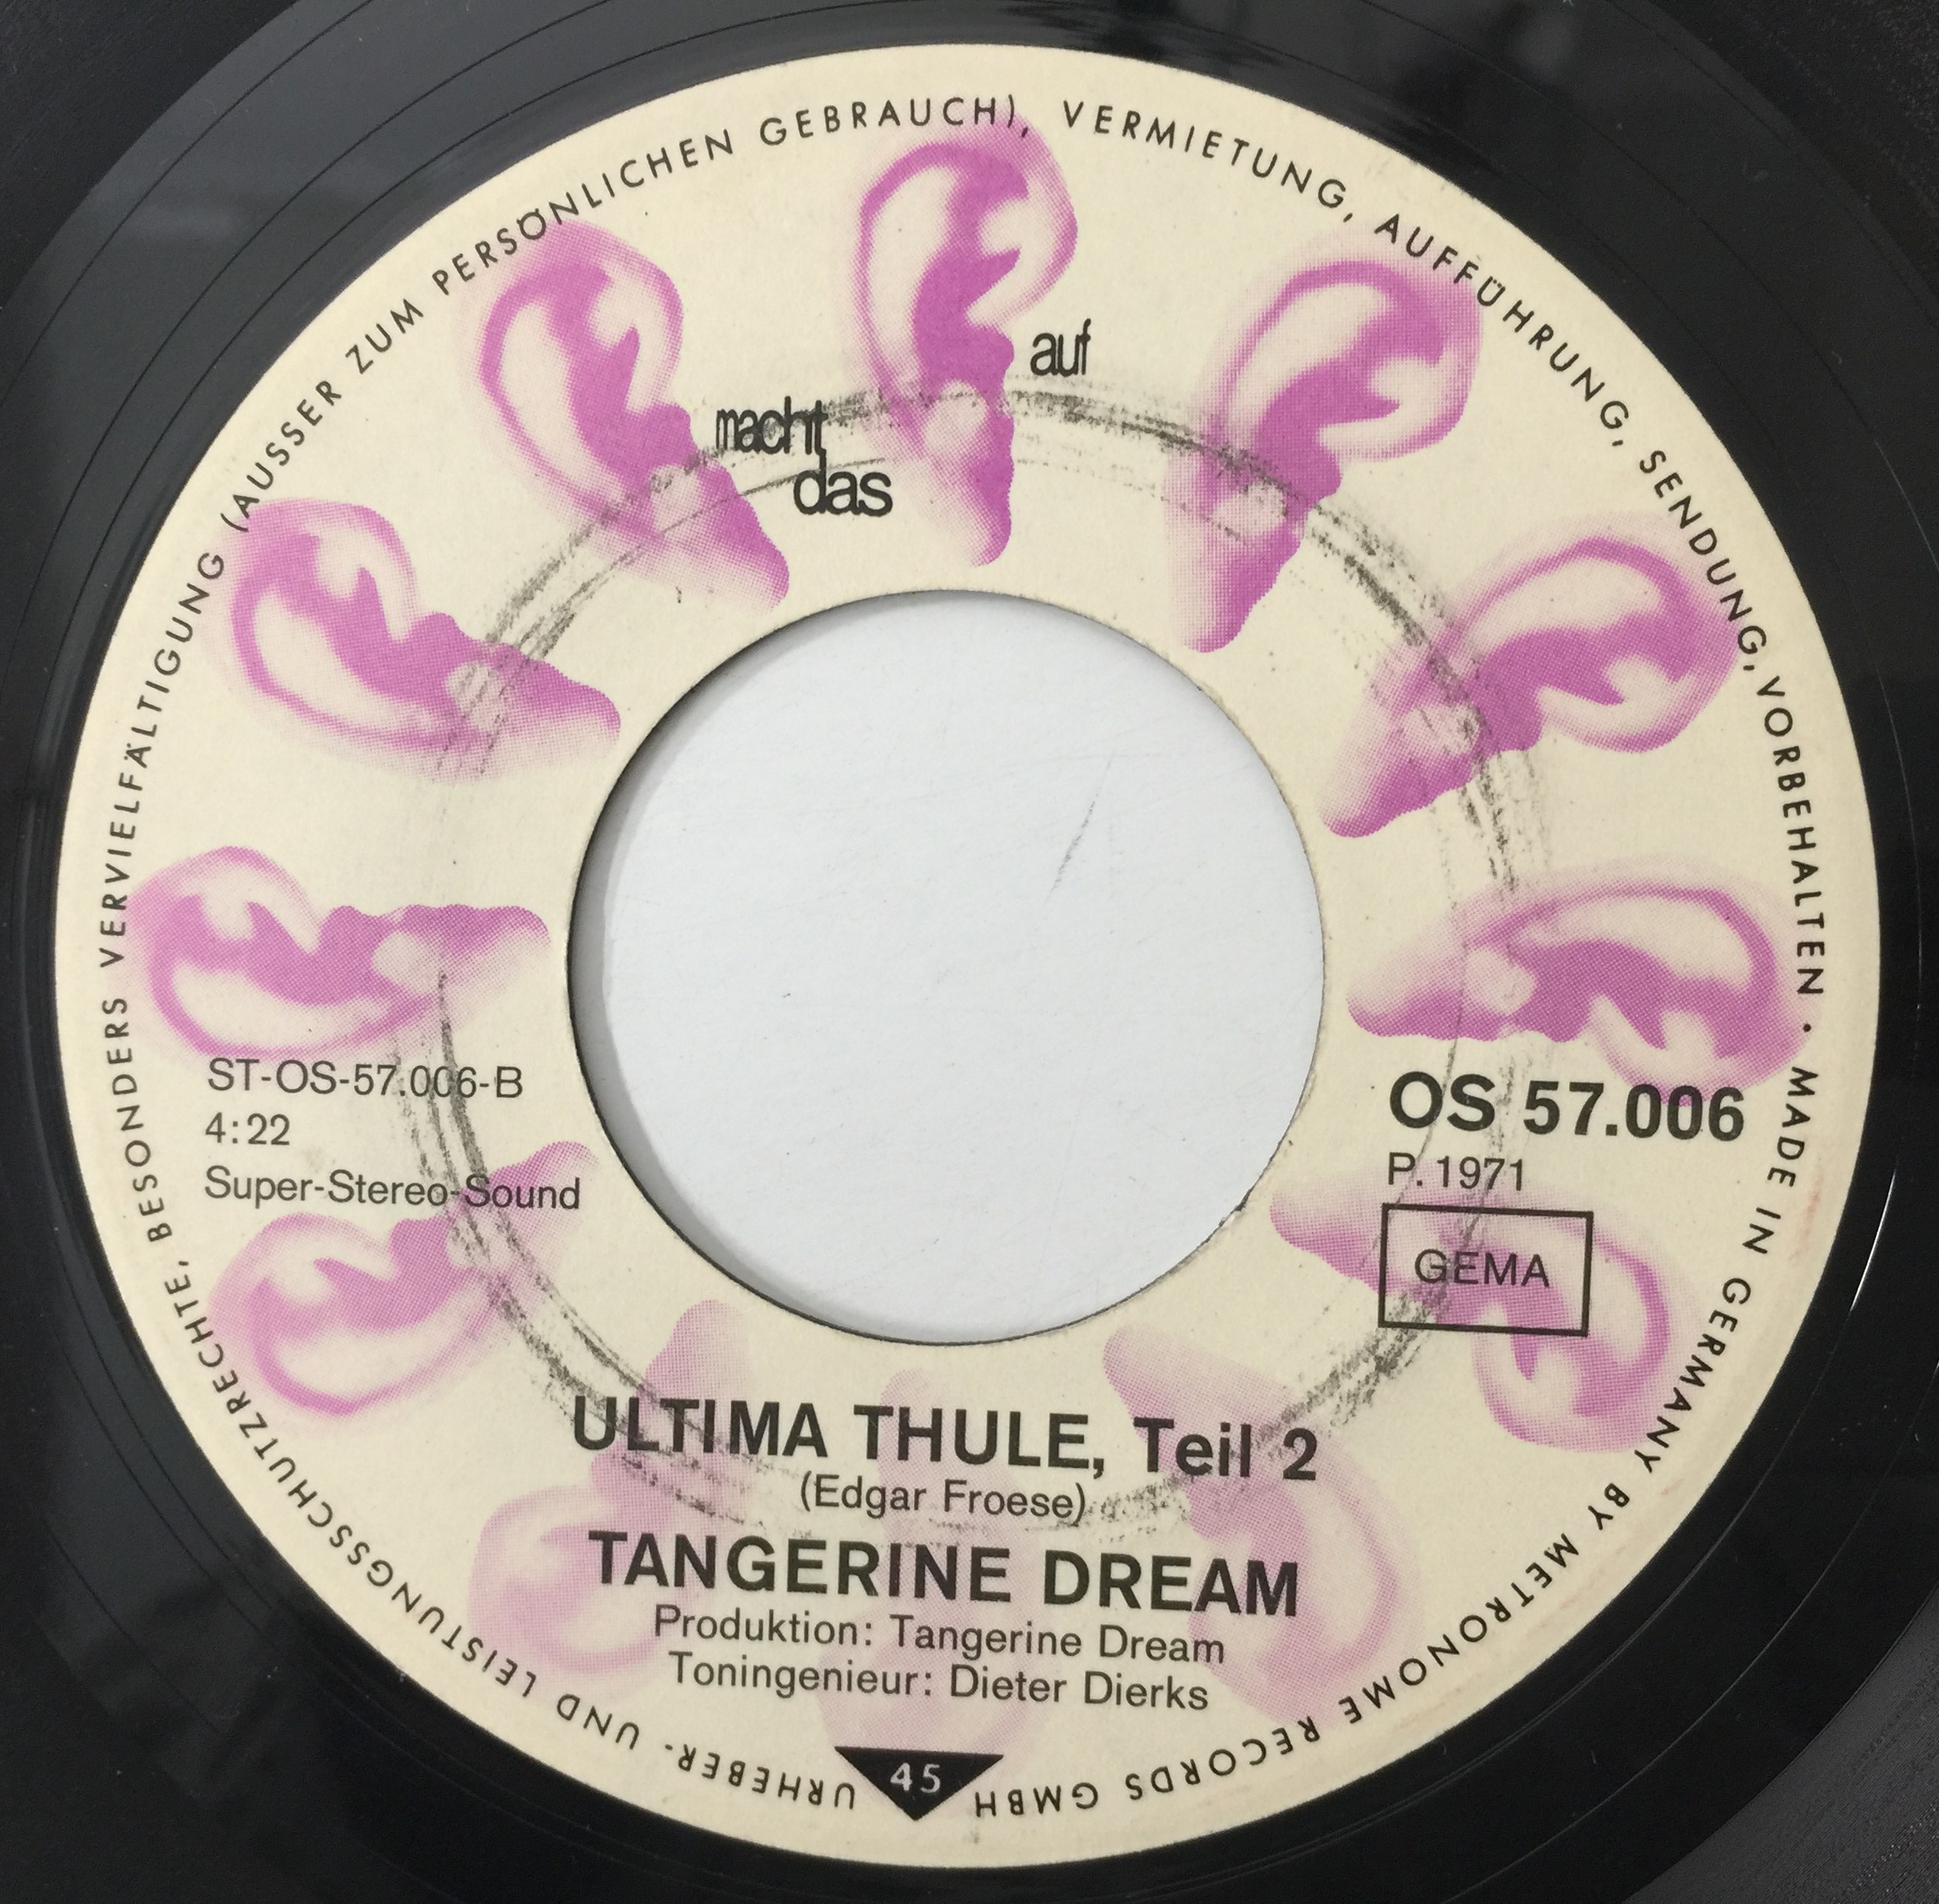 URHEBER- UND LEISTUNGSSCHUTZRECHTE, BESONDERS VERVIELFÄLTIGUNG (AUSSER ZUM PERSÖNLICHEN GEBRAUCH), VERMIETUNG, AUFFÜHRUNG, SENDUNG, VORBEHALTEN · MADE IN GERMANY BY METRONOME RECORDS GMBH
macht
das
auf
ST-OS-57.006-B
4:22
Super-Stereo-Sound
OS 57.006
P. 1971
GEMA
ULTIMA THULE, Teil 2
(Edgar Froese)
TANGERINE DREAM
Produktion: Tangerine Dream
Toningenieur: Dieter Dierks
45